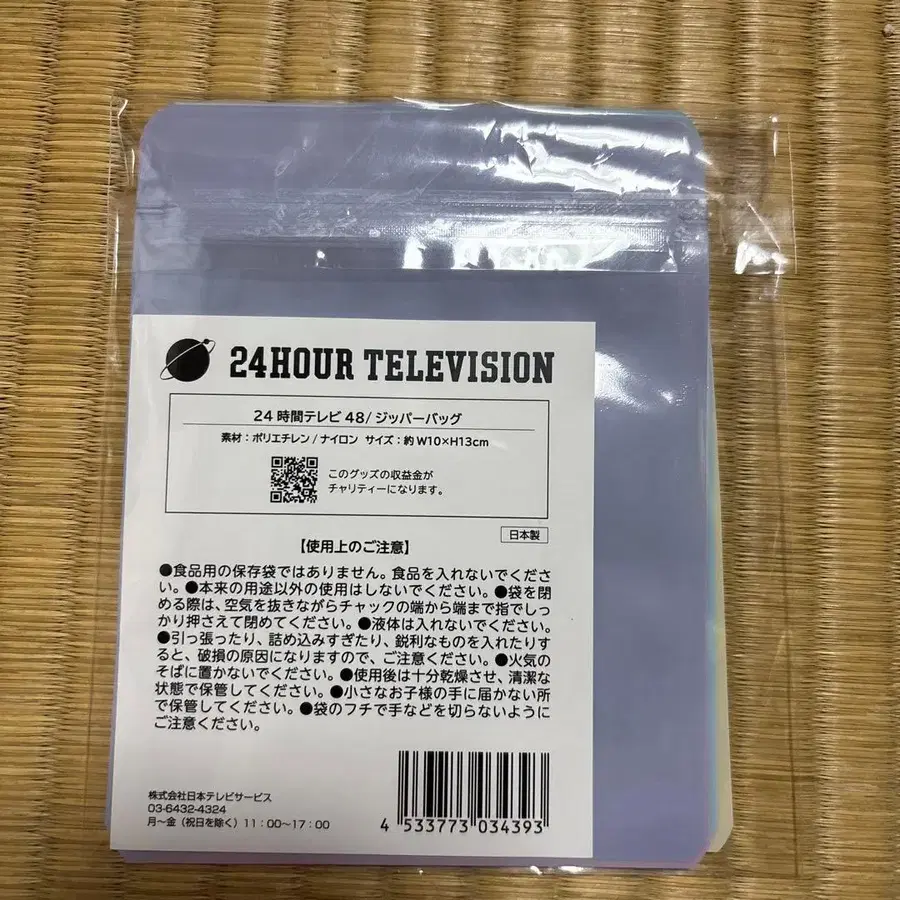 24HOUR TELEVISION
24時間テレビ48/ジッパーバッグ
素材：ポリエチレン/ナイロン サイズ：約W10×H13cm
このグッズの収益金が
チャリティーになります。
日本製
【使用上のご注意】
●食品用の保存袋ではありません。食品を入れないでくださ
い。●本来の用途以外の使用はしないでください。●袋を閉
める際は、空気を抜きながらチャックの端から端まで指でしっ
かり押さえて閉めてください。●液体は入れないでください。
●引っ張ったり、詰め込みすぎたり、鋭利なものを入れたりす
ると、破損の原因になりますので、ご注意ください。●火気の
そばに置かないでください。●使用後は十分乾燥させ、清潔な
状態で保管してください。●小さなお子様の手に届かない所
で保管してください。●袋のフチで手などを切らないように
ご注意ください。
株式会社日本テレビサービス
03-6432-4324
月～金（祝日を除く）11：00～17：00
4 533773 034393